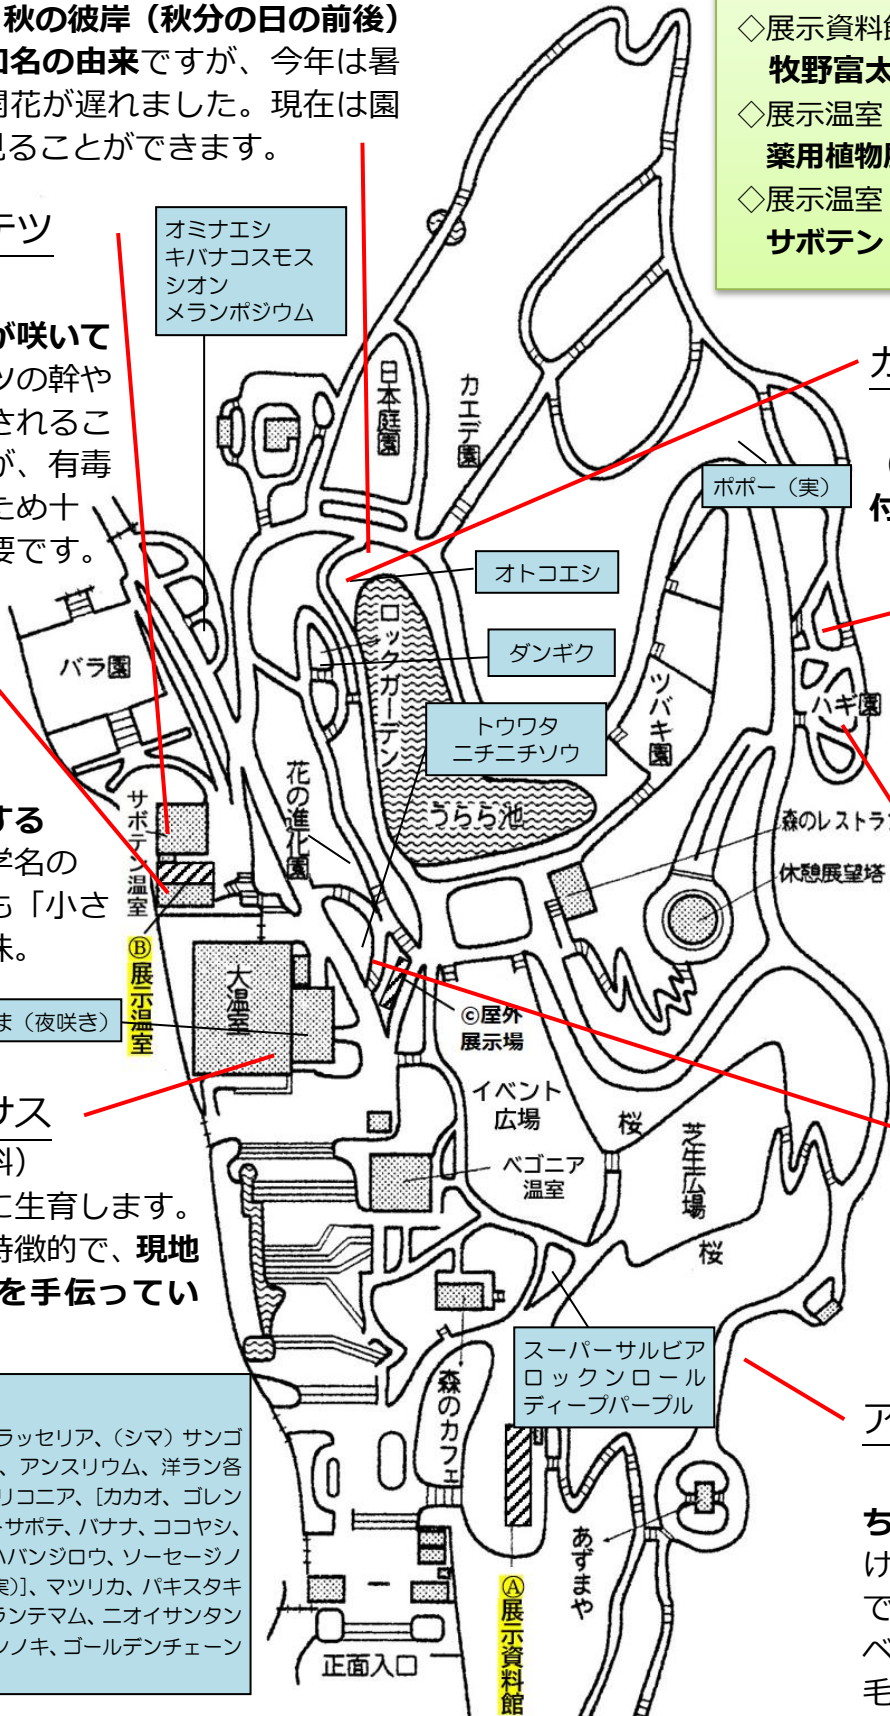 秋の彼岸（秋分の日の前後）
名の由来ですが、今年は暑
開花が遅れました。現在は園
見ることができます。
◇展示資料館
牧野富太
◇展示温室
薬用植物
◇展示温室
サボテン
テツ
が咲いて
ツの幹や
されるこ
が、有毒
ため十
要です。
オミナエシ
キバナコスモス
シオン
メランポジウム
日本庭園
カエデ園
カ
（
付
ポポー（実）
オトコエシ
ロックガーデン
ダンギク
バラ園
トウワタ
ニチニチソウ
ツバキ園
ハギ園
花の進化園
うらら池
サボテン温室
する
学名の
も「小さ
味。
森のレストラン
休憩展望塔
Ⓑ展示温室
大温室
ま（夜咲き）
©屋外
展示場
イベント
広場
桜
芝生広場
ベゴニア
温室
桜
サス
科）
に生育します。
特徴的で、現地
を手伝ってい
スーパーサルビア
ロックンロール
ディープパープル
森のカフェ
ラッセリア、（シマ）サンゴ
、アンスリウム、洋ラン各
リコニア、［カカオ、ゴレン
サポテ、バナナ、ココヤシ、
バンジロウ、ソーセージノ
実）］、マツリカ、パキスタキ
ランテマム、ニオイサンタン
ンノキ、ゴールデンチェーン
正面入口
Ⓐ展示資料館
あずまや
ア
ち
け
で
ベ
毛